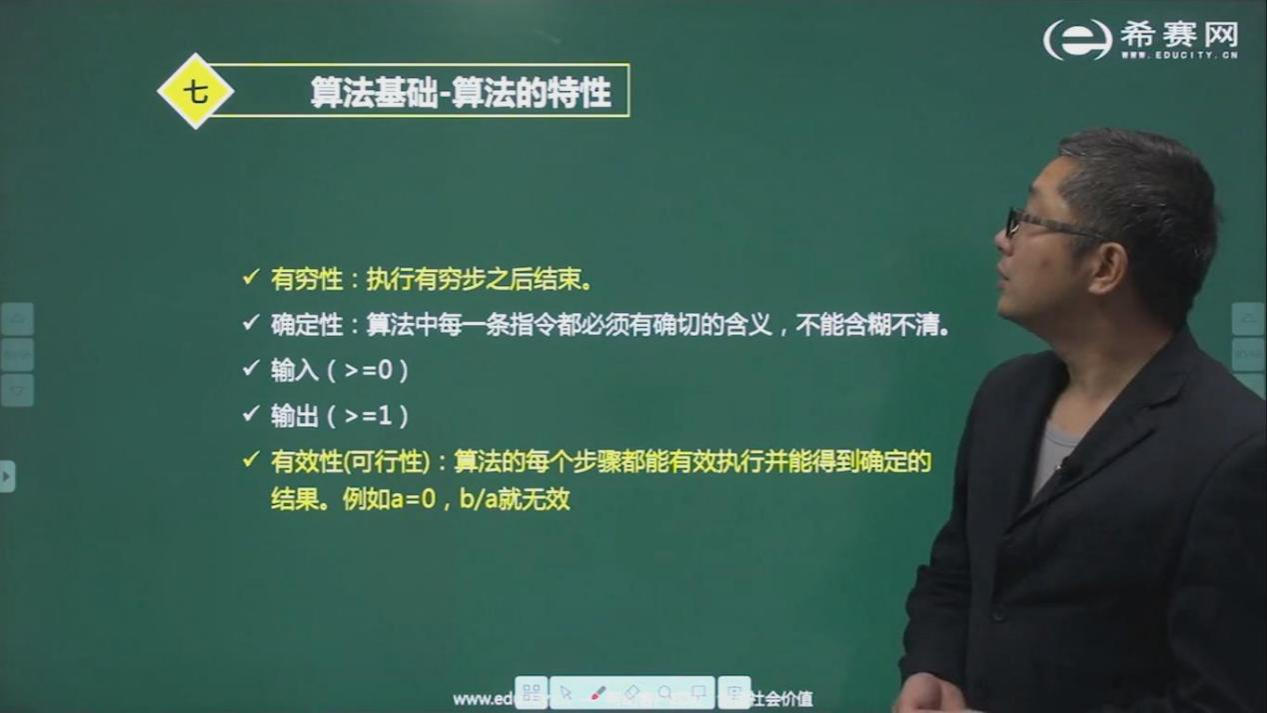 希赛网
WWW.EDUCITY.CN
七
算法基础-算法的特性
✓ 有穷性：执行有穷步之后结束。
✓ 确定性：算法中每一条指令都必须有确切的含义，不能含糊不清。
✓ 输入（>=0）
✓ 输出（>=1）
✓ 有效性(可行性)：算法的每个步骤都能有效执行并能得到确定的
结果。例如a=0，b/a就无效
www.edu
社会价值